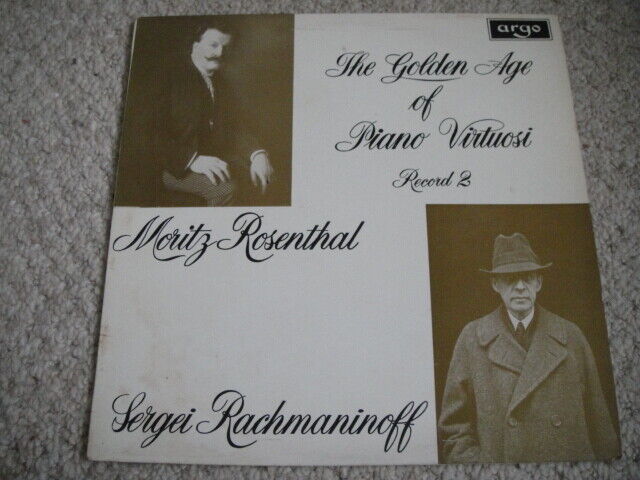 argo
The Golden Age
of
Piano Virtuosi
Record 2
Moritz Rosenthal
Sergei Rachmaninoff